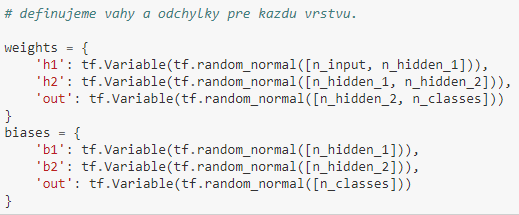 # definujeme vahy a odchylky pre kazdu vrstvu.
weights = {
    'h1': tf.Variable(tf.random_normal([n_input, n_hidden_1])),
    'h2': tf.Variable(tf.random_normal([n_hidden_1, n_hidden_2])),
    'out': tf.Variable(tf.random_normal([n_hidden_2, n_classes]))
}
biases = {
    'b1': tf.Variable(tf.random_normal([n_hidden_1])),
    'b2': tf.Variable(tf.random_normal([n_hidden_2])),
    'out': tf.Variable(tf.random_normal([n_classes]))
}